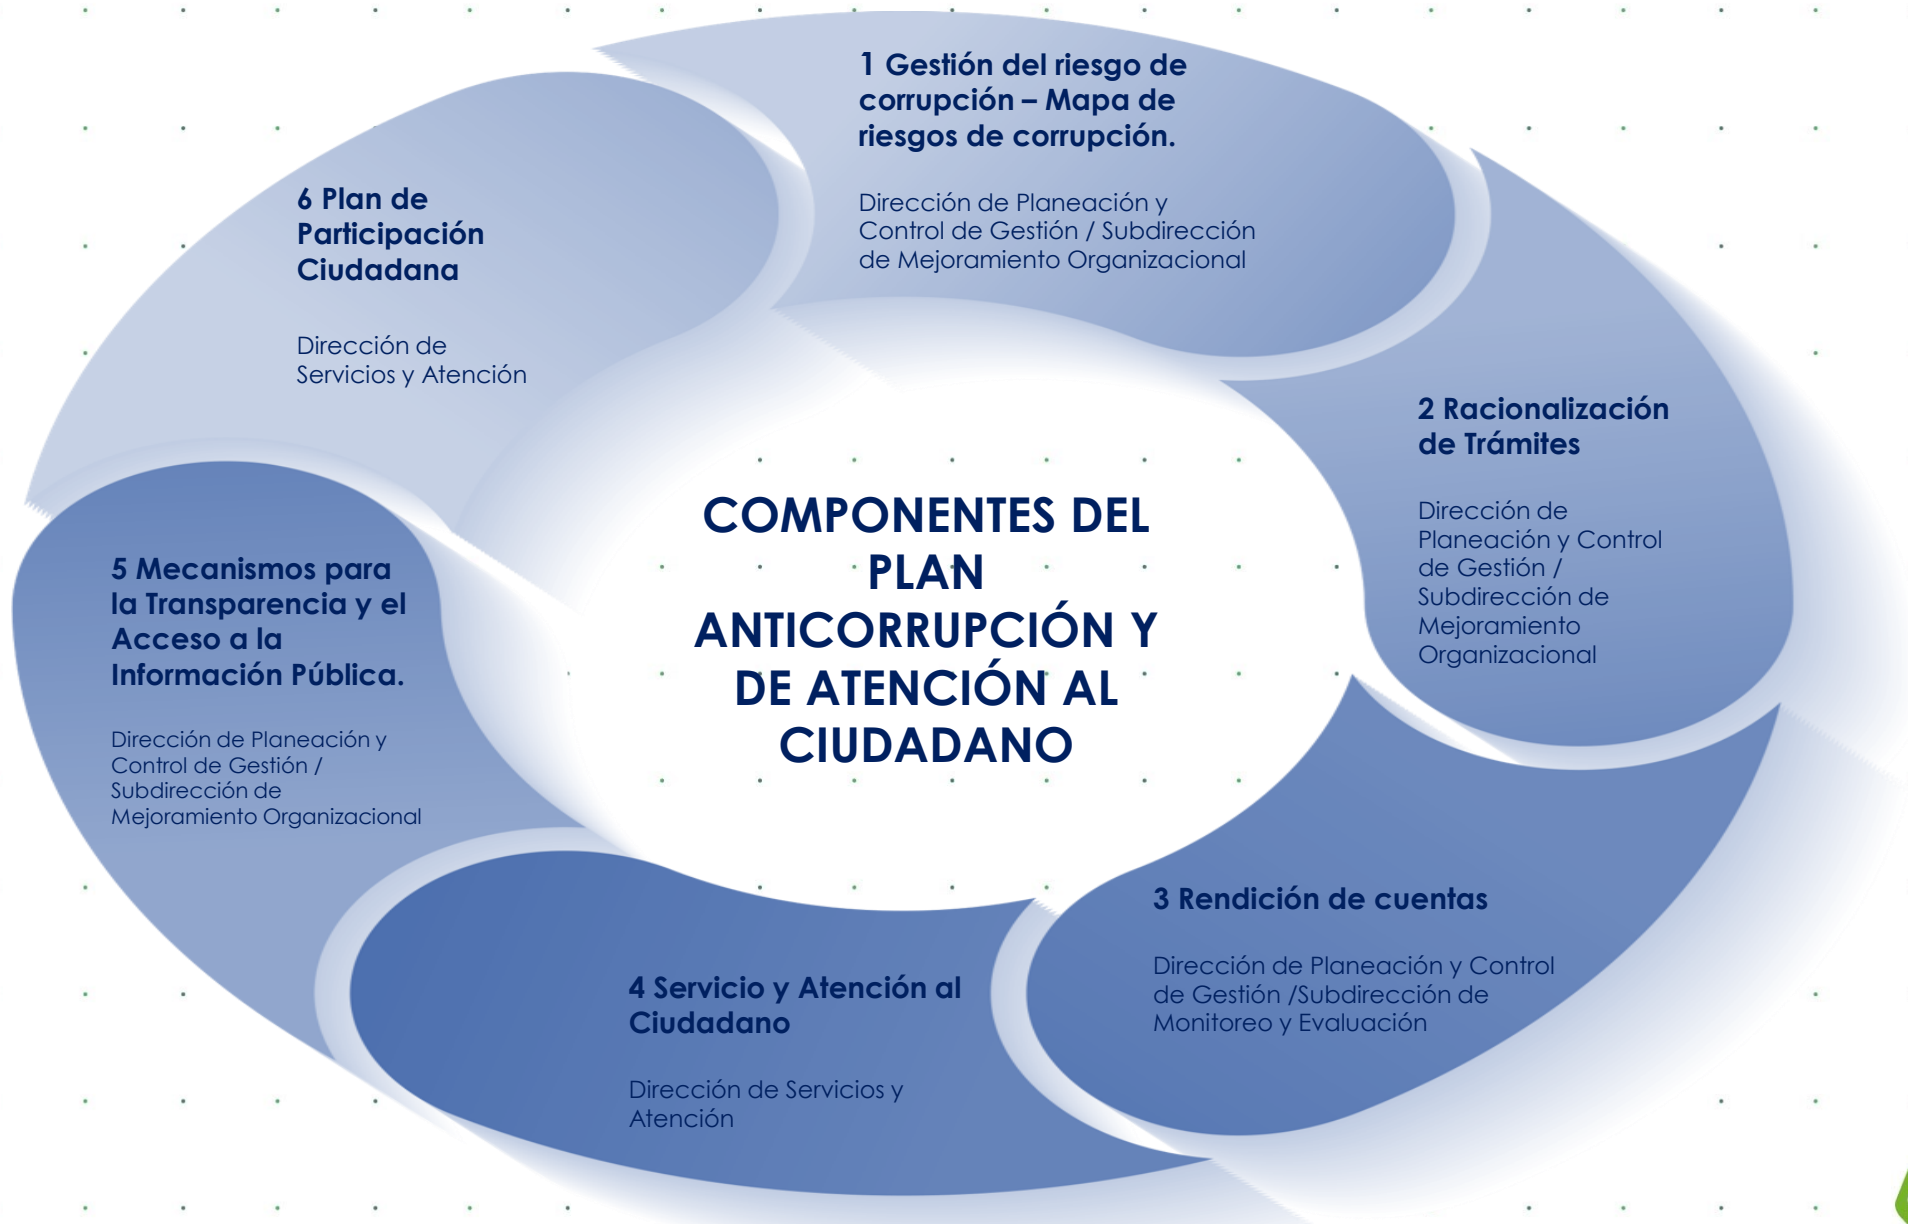 1 Gestión del riesgo de
corrupción – Mapa de
riesgos de corrupción.
Dirección de Planeación y
Control de Gestión / Subdirección
de Mejoramiento Organizacional
2 Racionalización
de Trámites
Dirección de
Planeación y Control
de Gestión /
Subdirección de
Mejoramiento
Organizacional
3 Rendición de cuentas
Dirección de Planeación y Control
de Gestión /Subdirección de
Monitoreo y Evaluación
4 Servicio y Atención al
Ciudadano
Dirección de Servicios y
Atención
5 Mecanismos para
la Transparencia y el
Acceso a la
Información Pública.
Dirección de Planeación y
Control de Gestión /
Subdirección de
Mejoramiento Organizacional
6 Plan de
Participación
Ciudadana
Dirección de
Servicios y Atención
COMPONENTES DEL
PLAN
ANTICORRUPCIÓN Y
DE ATENCIÓN AL
CIUDADANO